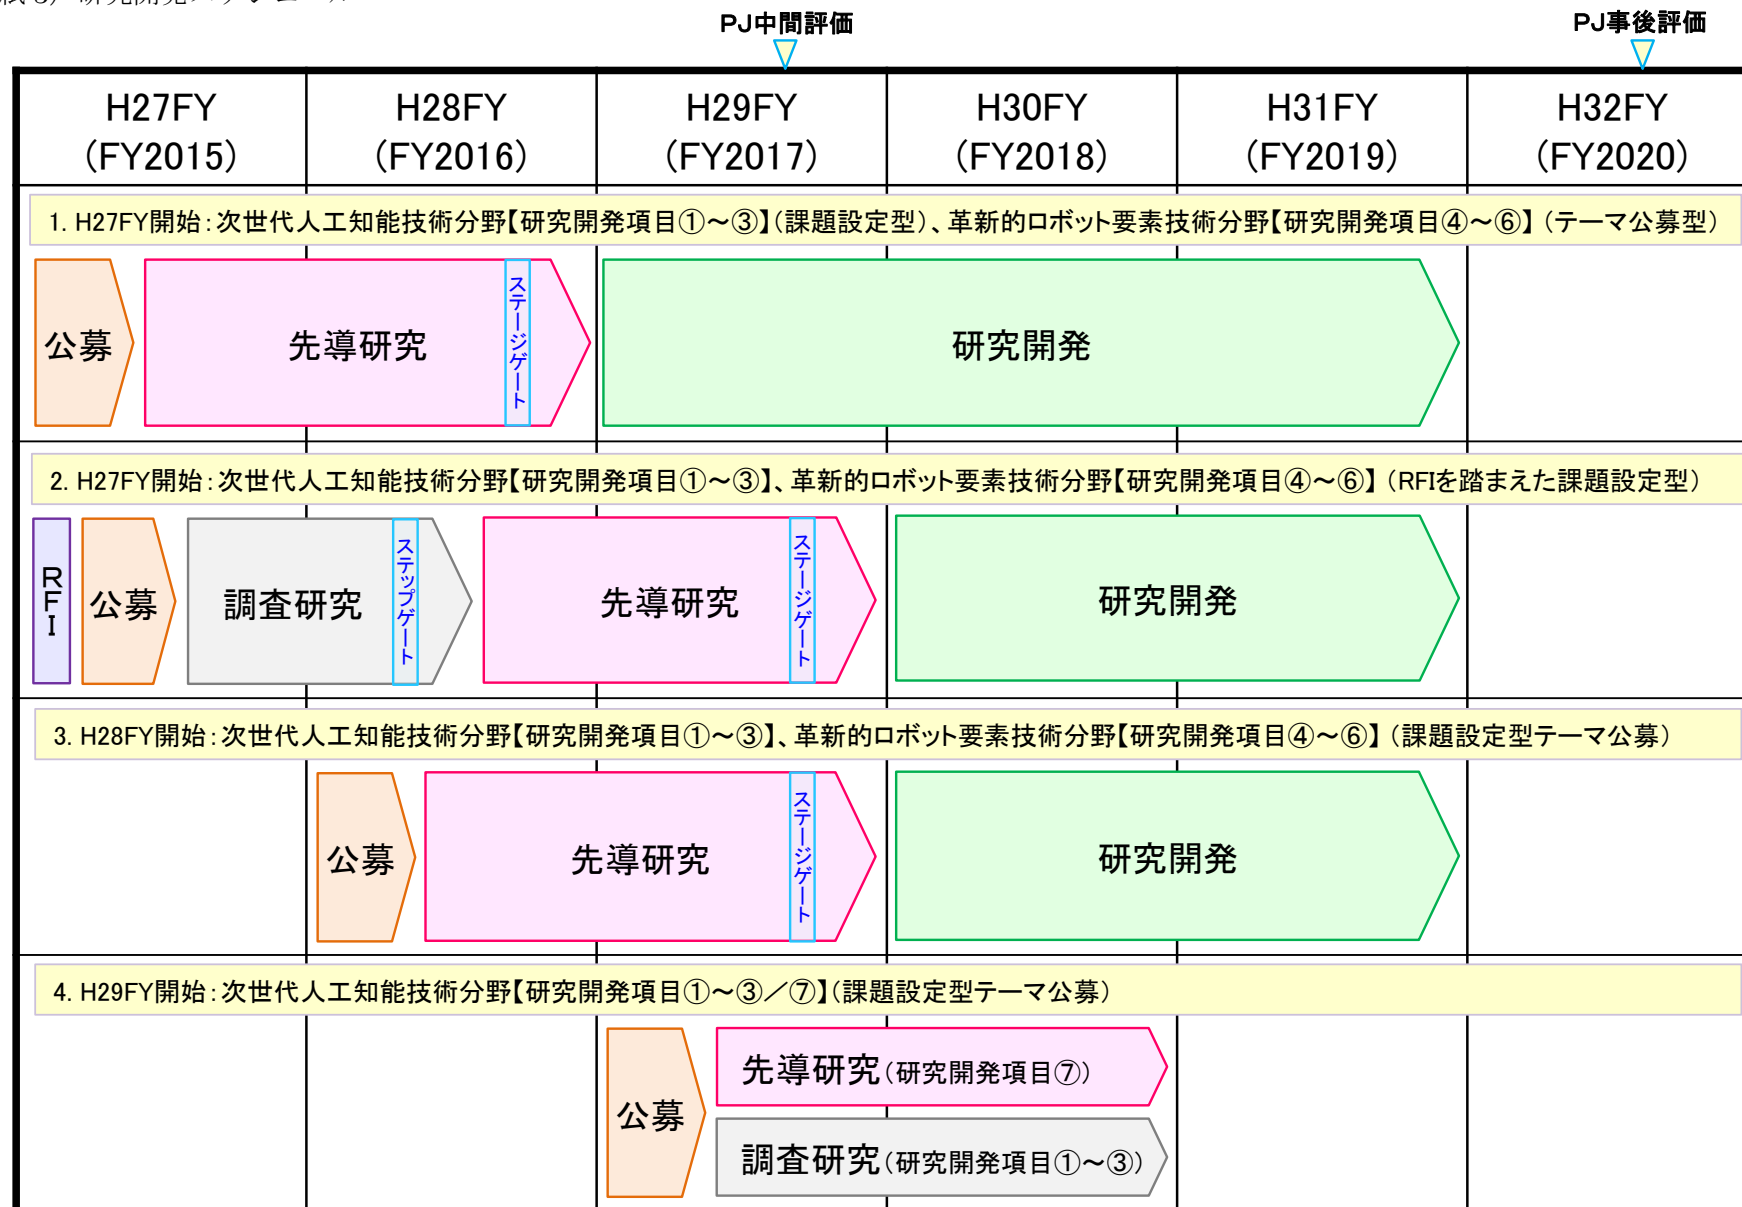 PJ中間評価
PJ事後評価
H27FY
(FY2015)
H28FY
(FY2016)
H29FY
(FY2017)
H30FY
(FY2018)
H31FY
(FY2019)
H32FY
(FY2020)
1. H27FY開始：次世代人工知能技術分野【研究開発項目①～③】(課題設定型)、革新的ロボット要素技術分野【研究開発項目④～⑥】（テーマ公募型）
公募
先導研究
ステージゲート
研究開発
2. H27FY開始：次世代人工知能技術分野【研究開発項目①～③】、革新的ロボット要素技術分野【研究開発項目④～⑥】（RFIを踏まえた課題設定型）
RFI
公募
調査研究
ステップゲート
先導研究
ステージゲート
研究開発
3. H28FY開始：次世代人工知能技術分野【研究開発項目①～③】、革新的ロボット要素技術分野【研究開発項目④～⑥】（課題設定型テーマ公募）
公募
先導研究
ステージゲート
研究開発
4. H29FY開始：次世代人工知能技術分野【研究開発項目①～③／⑦】(課題設定型テーマ公募）
公募
先導研究(研究開発項目⑦)
調査研究(研究開発項目①～③)